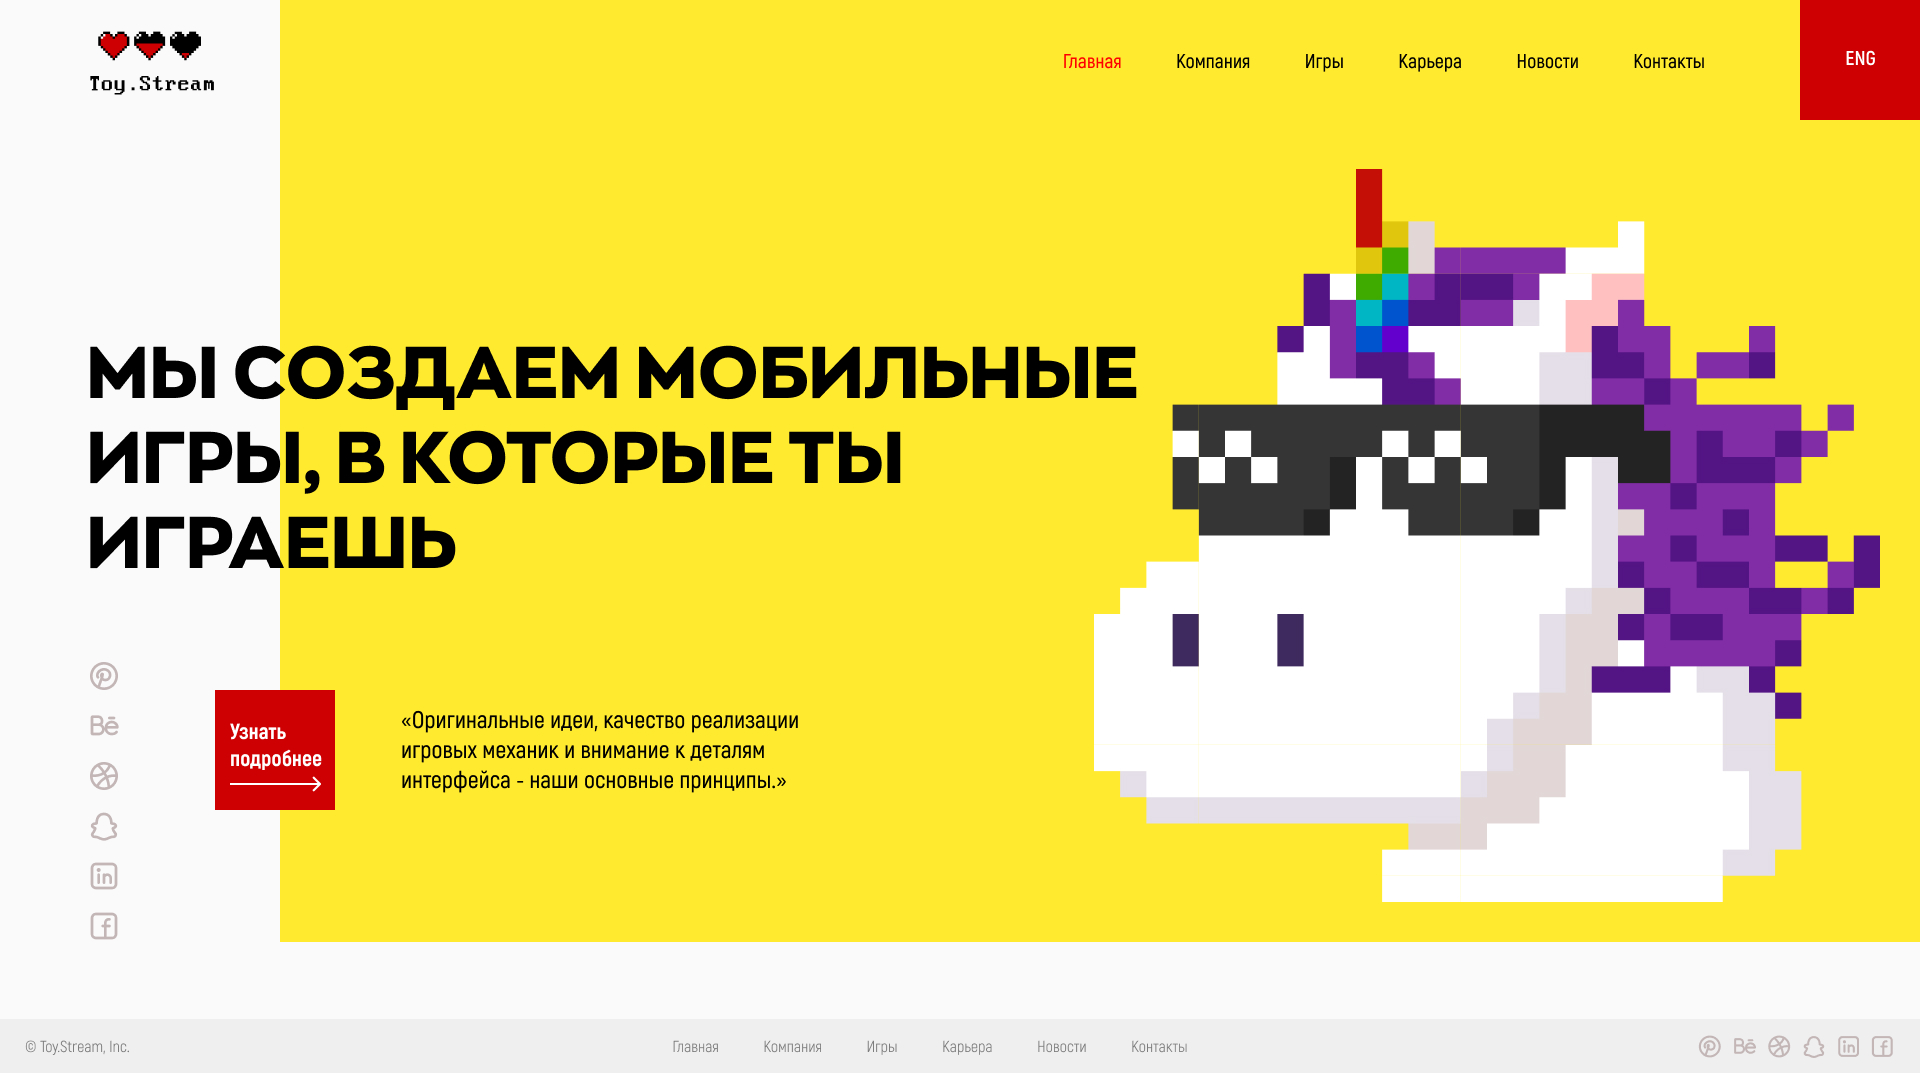 Toy.Stream
Главная
Компания
Игры
Карьера
Новости
Контакты
ENG
МЫ СОЗДАЕМ МОБИЛЬНЫЕ
ИГРЫ, В КОТОРЫЕ ТЫ
ИГРАЕШЬ
Узнать
подробнее
«Оригинальные идеи, качество реализации
игровых механик и внимание к деталям
интерфейса - наши основные принципы.»
© Toy.Stream, Inc.
Главная
Компания
Игры
Карьера
Новости
Контакты